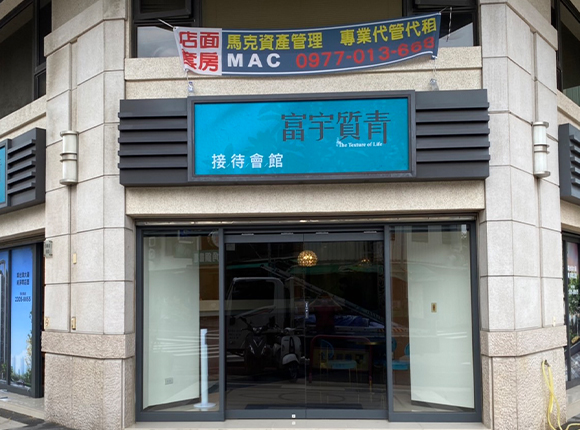 店面
套房
馬克資產管理 專業代管代租
MAC 0977-013-668
富宇質青
The Texture of Life
接待會館